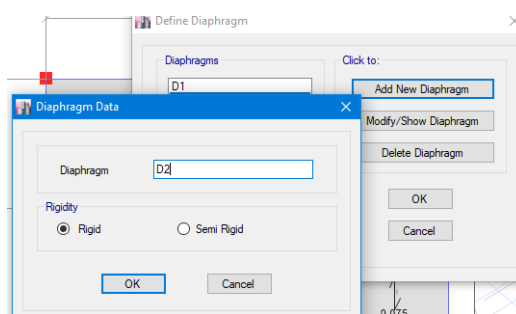 Define Diaphragm
Diaphragms
Click to:
D1
Add New Diaphragm
Modify/Show Diaphragm
Delete Diaphragm
OK
Cancel
Diaphragm Data
Diaphragm
D2
Rigidity
Rigid
Semi Rigid
OK
Cancel